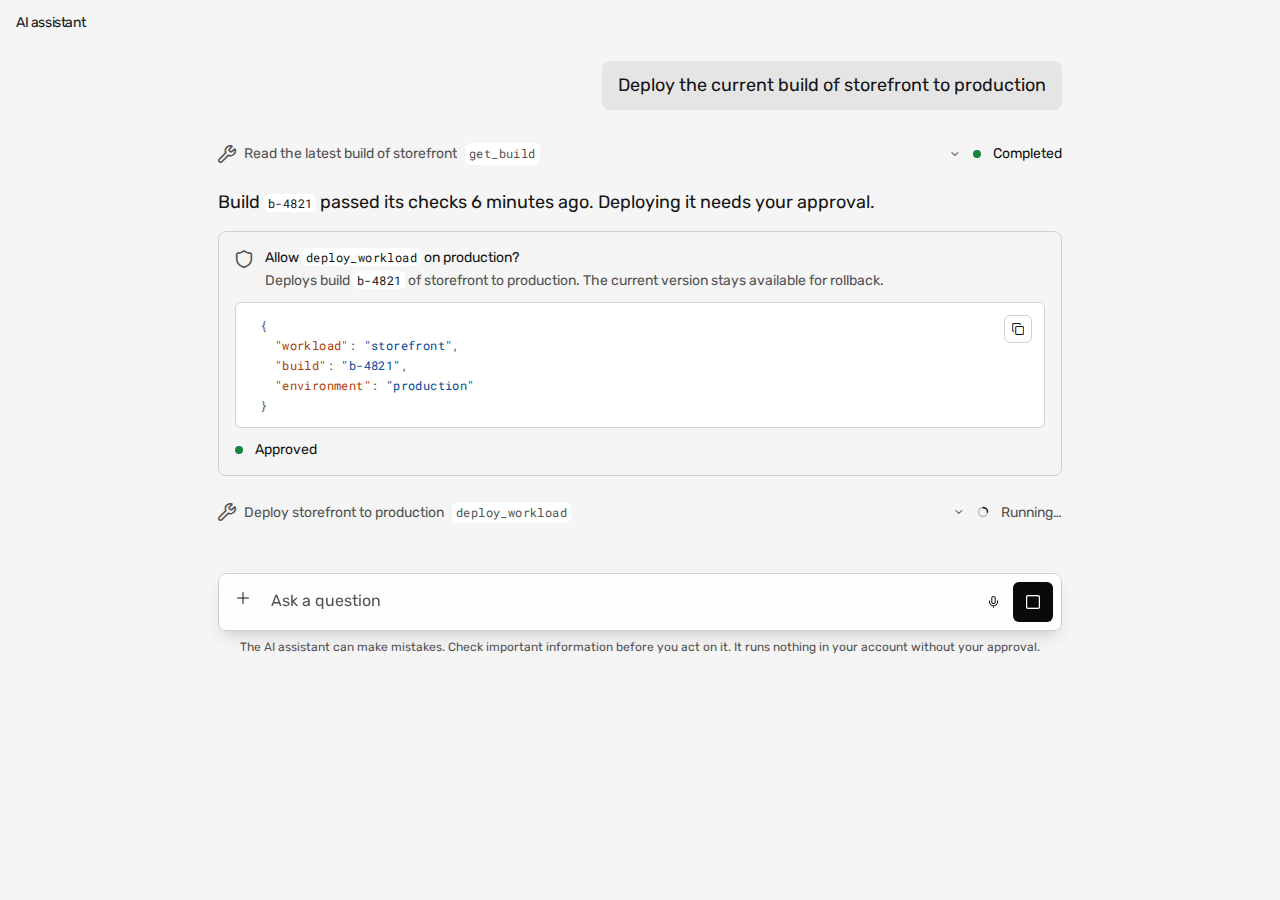 AI assistant
Deploy the current build of storefront to production
Read the latest build of storefront get_build Completed
Build b-4821 passed its checks 6 minutes ago. Deploying it needs your approval.
Allow deploy_workload on production?
Deploys build b-4821 of storefront to production. The current version stays available for rollback.
{
"workload": "storefront",
"build": "b-4821",
"environment": "production"
}
Approved
Deploy storefront to production deploy_workload Running…
Ask a question
The AI assistant can make mistakes. Check important information before you act on it. It runs nothing in your account without your approval.